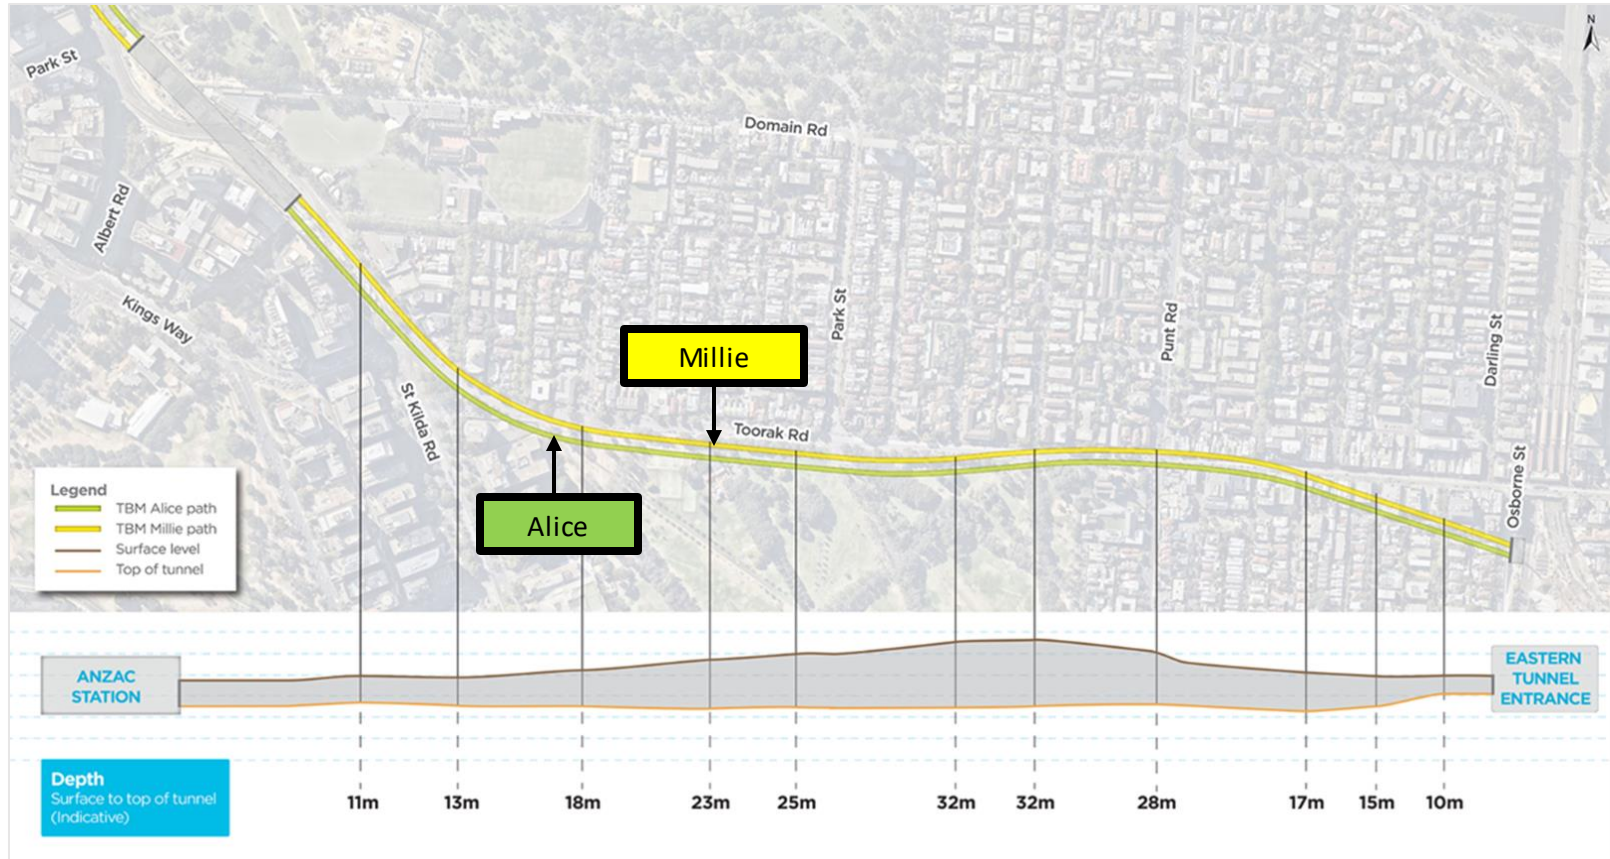 N
Park St
Domain Rd
Albert Rd
Kings Way
St Kilda Rd
Park St
Punt Rd
Darling St
Millie
Toorak Rd
Alice
Osborne St
Legend
TBM Alice path
TBM Millie path
Surface level
Top of tunnel
ANZAC
STATION
EASTERN
TUNNEL
ENTRANCE
Depth
Surface to top of tunnel
(Indicative)
11m 13m 18m 23m 25m 32m 32m 28m 17m 15m 10m